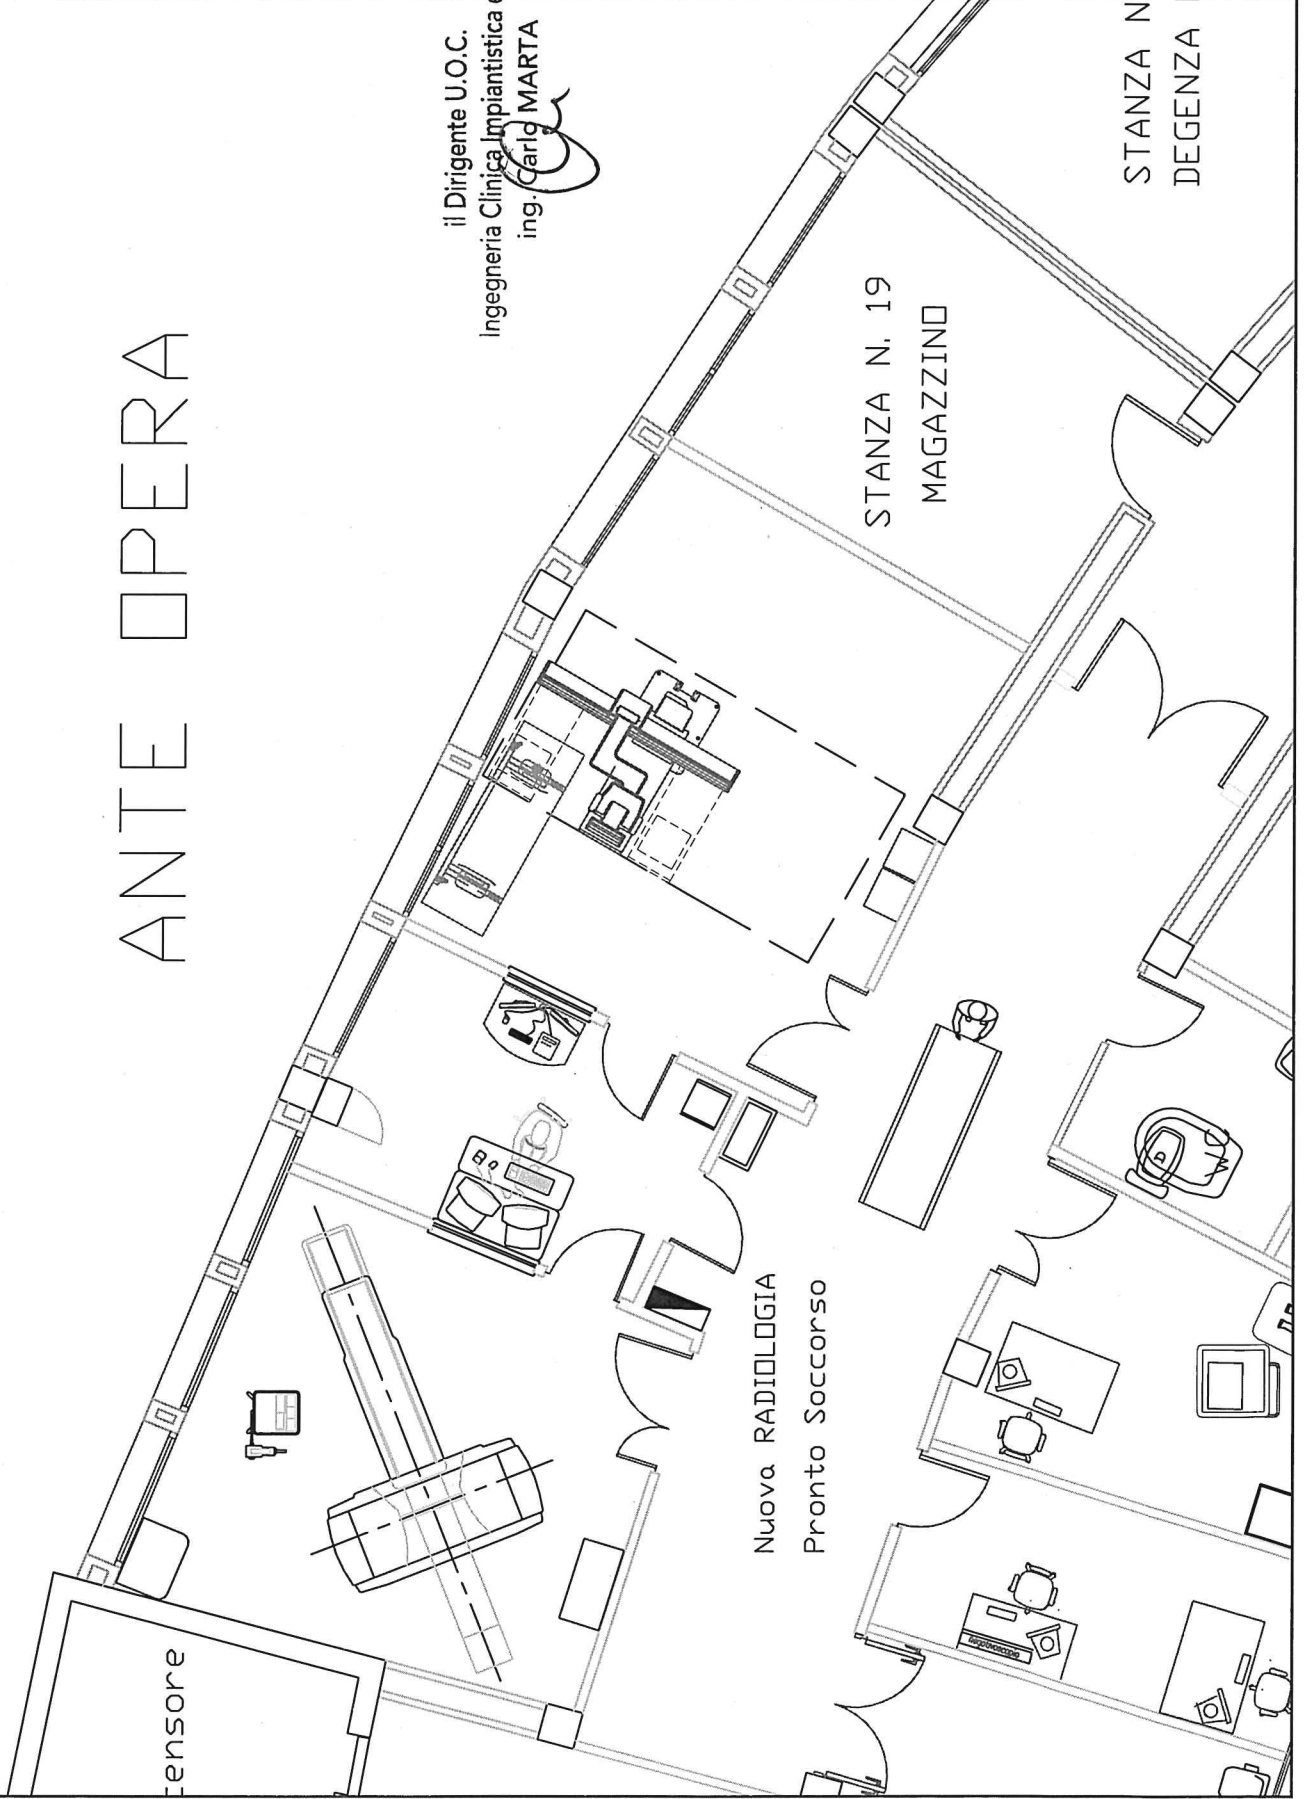 ANTE OPERA
il Dirigente U.O.C.
Ingegneria Clinica Impiantistica e
ing. Carlo MARTA
STANZA N. 19
MAGAZZINO
STANZA N
DEGENZA
Nuova RADIOLOGIA
Pronto Soccorso
censore